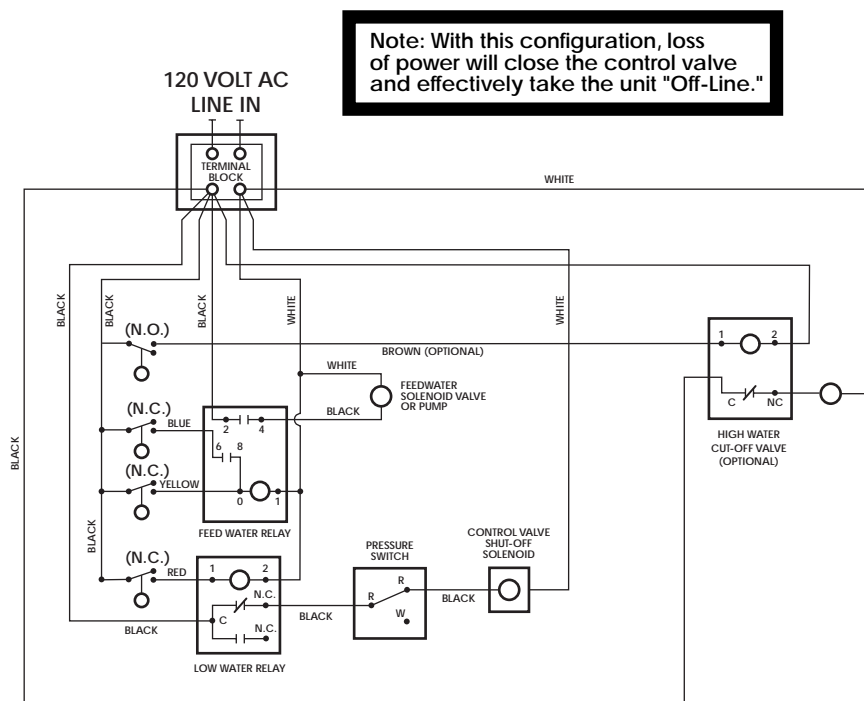 Note: With this configuration, loss
of power will close the control valve
and effectively take the unit "Off-Line."
120 VOLT AC
LINE IN
TERMINAL
BLOCK
WHITE
BLACK
BLACK
BLACK
WHITE
WHITE
BLACK
(N.O.)
BROWN (OPTIONAL)
1
2
WHITE
FEEDWATER
SOLENOID VALVE
OR PUMP
BLACK
C
NC
HIGH WATER
CUT-OFF VALVE
(OPTIONAL)
(N.C.)
BLUE
2
4
6
8
(N.C.)
YELLOW
0
1
FEED WATER RELAY
BLACK
(N.C.)
RED
1
2
N.C.
C
N.C.
BLACK
LOW WATER RELAY
BLACK
PRESSURE
SWITCH
R
R
W
BLACK
CONTROL VALVE
SHUT-OFF
SOLENOID